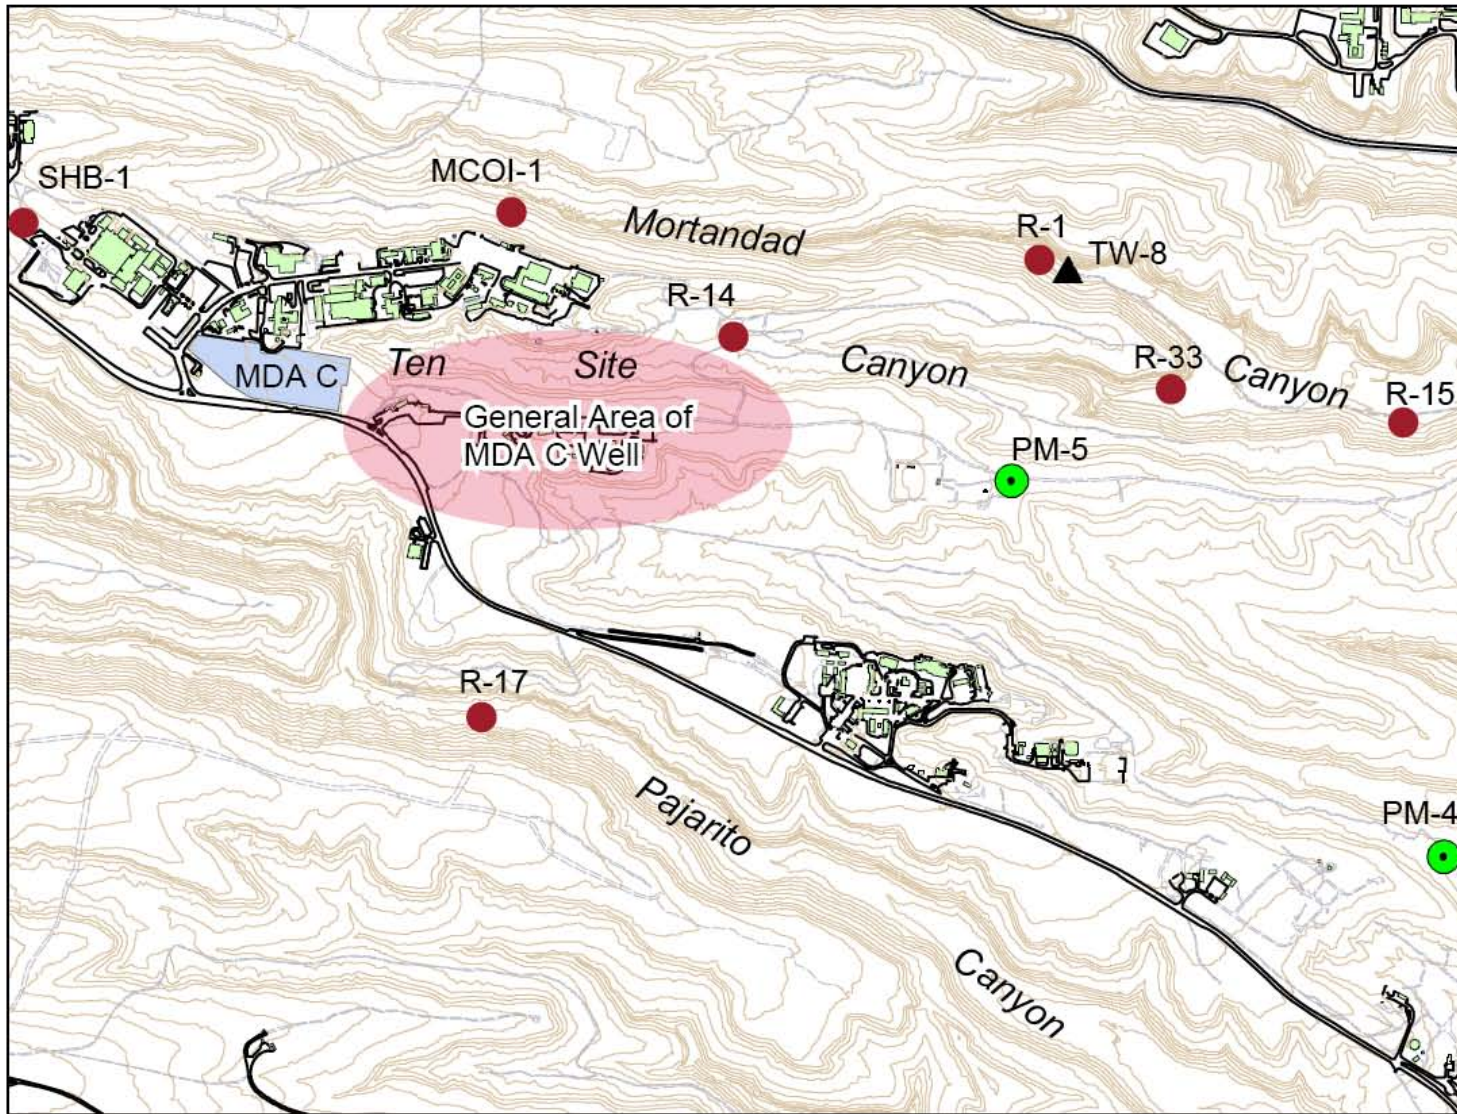 SHB-1
MCOI-1
Mortandad
R-1
TW-8
R-14
Ten
Site
Canyon
R-33
Canyon
R-15
MDA C
General Area of
MDA C Well
PM-5
R-17
Pajarito
PM-4
Canyon